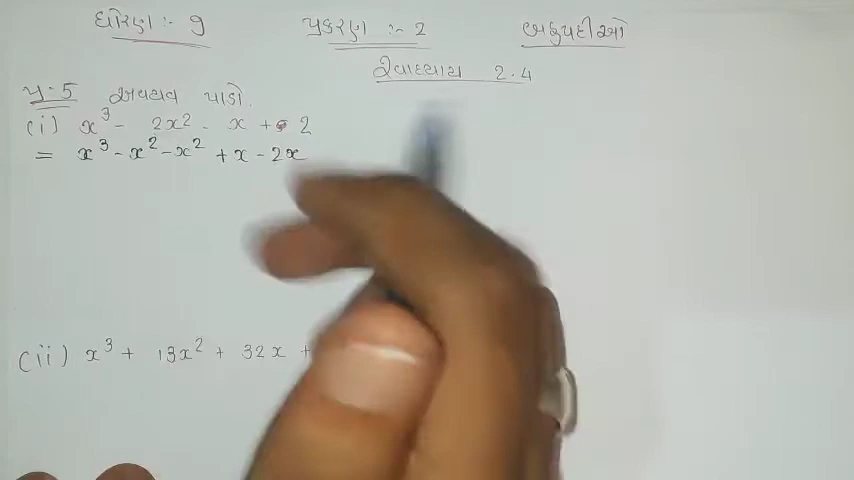 ધોરણ :- 9 પ્રકરણ :- 2 બહુપદીઓ
સ્વાધ્યાય 2.4
પ્ર-5 અવયવ પાડો.
(i) x³ - 2x² - x + 2
= x³ - x² - x² + x - 2x
(ii) x³ + 13x² + 32x +